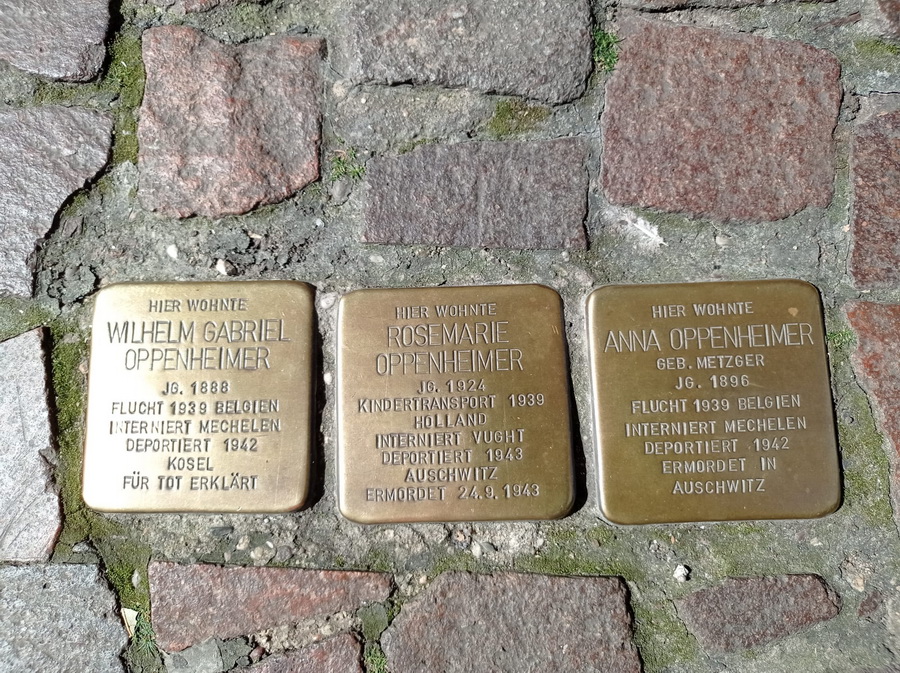 HIER WOHNTE
WILHELM GABRIEL
OPPENHEIMER
JG. 1888
FLUCHT 1939 BELGIEN
INTERNIERT MECHELEN
DEPORTIERT 1942
KOSEL
FÜR TOT ERKLÄRT
HIER WOHNTE
ROSEMARIE
OPPENHEIMER
JG. 1924
KINDERTRANSPORT 1939
HOLLAND
INTERNIERT VUGHT
DEPORTIERT 1943
AUSCHWITZ
ERMORDET 24.9.1943
HIER WOHNTE
ANNA OPPENHEIMER
GEB. METZGER
JG. 1896
FLUCHT 1939 BELGIEN
INTERNIERT MECHELEN
DEPORTIERT 1942
ERMORDET IN
AUSCHWITZ